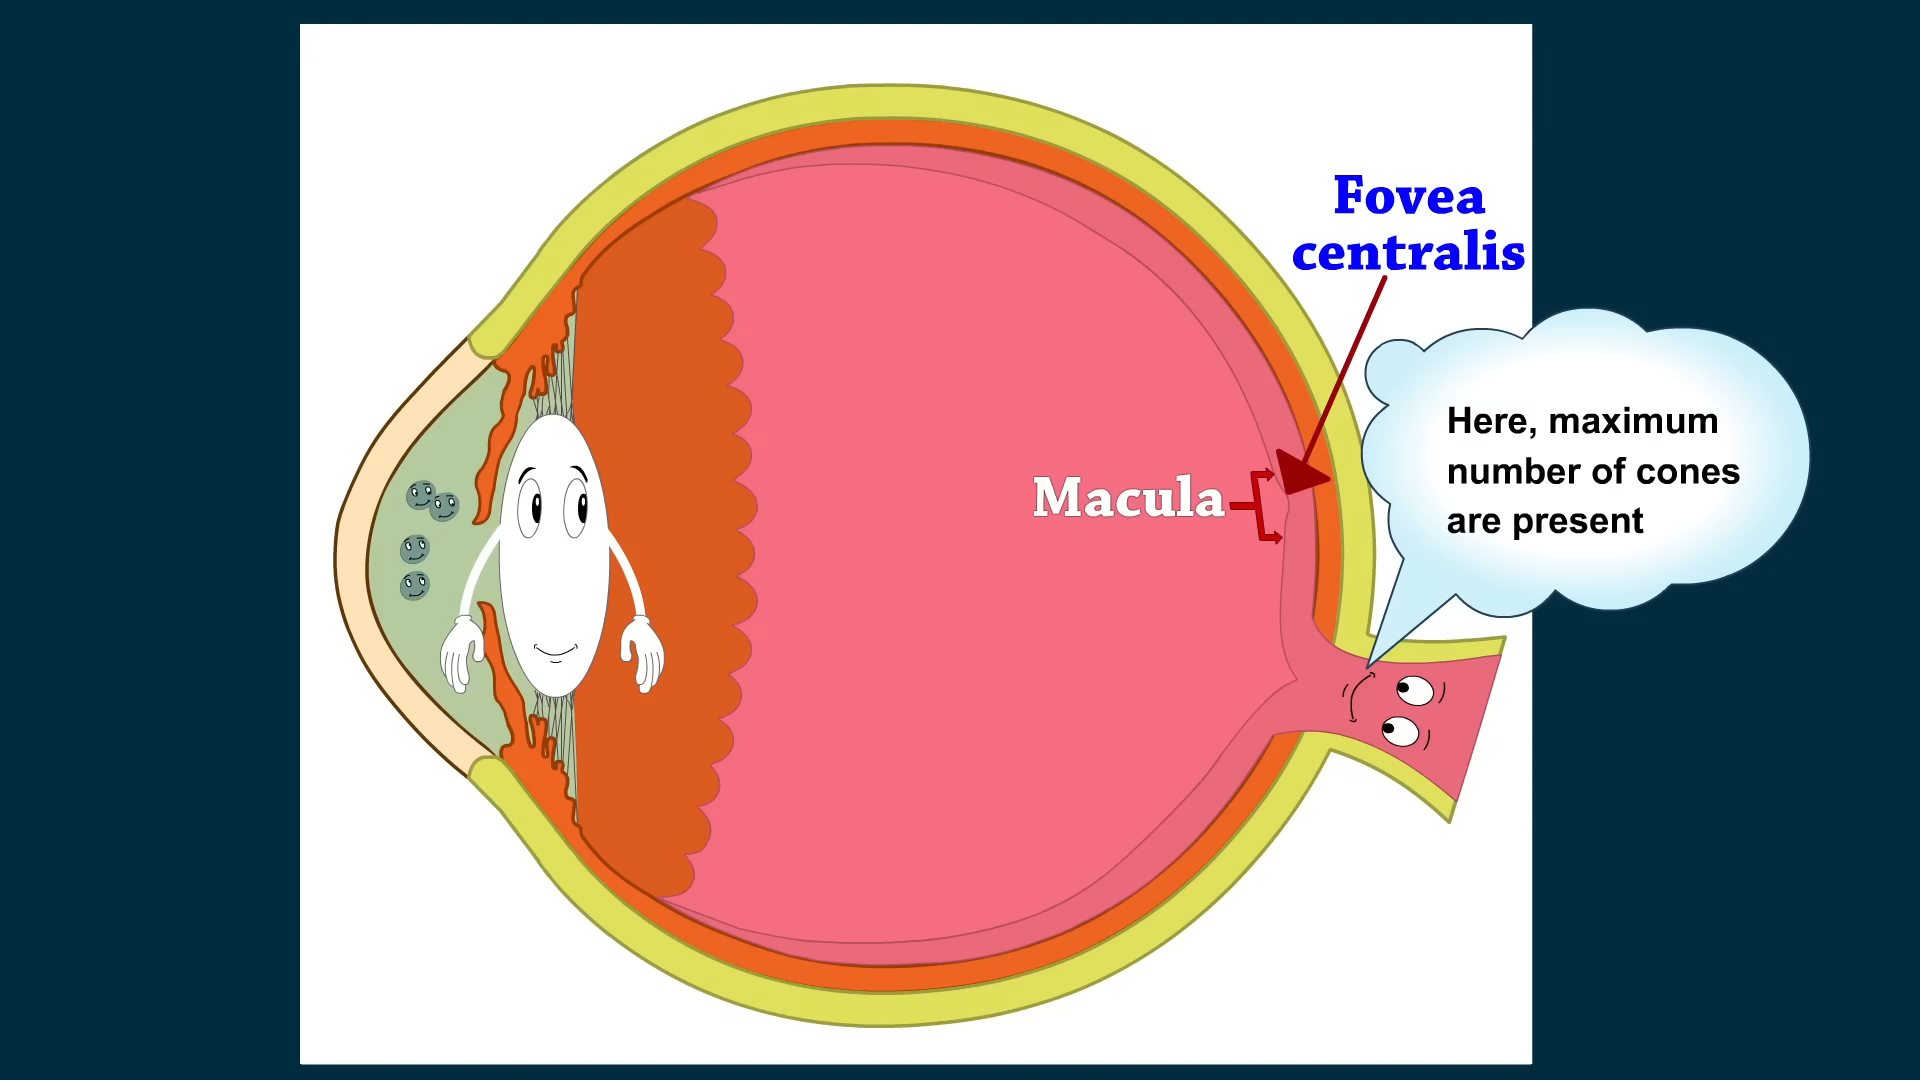 Fovea
centralis
Macula
Here, maximum
number of cones
are present